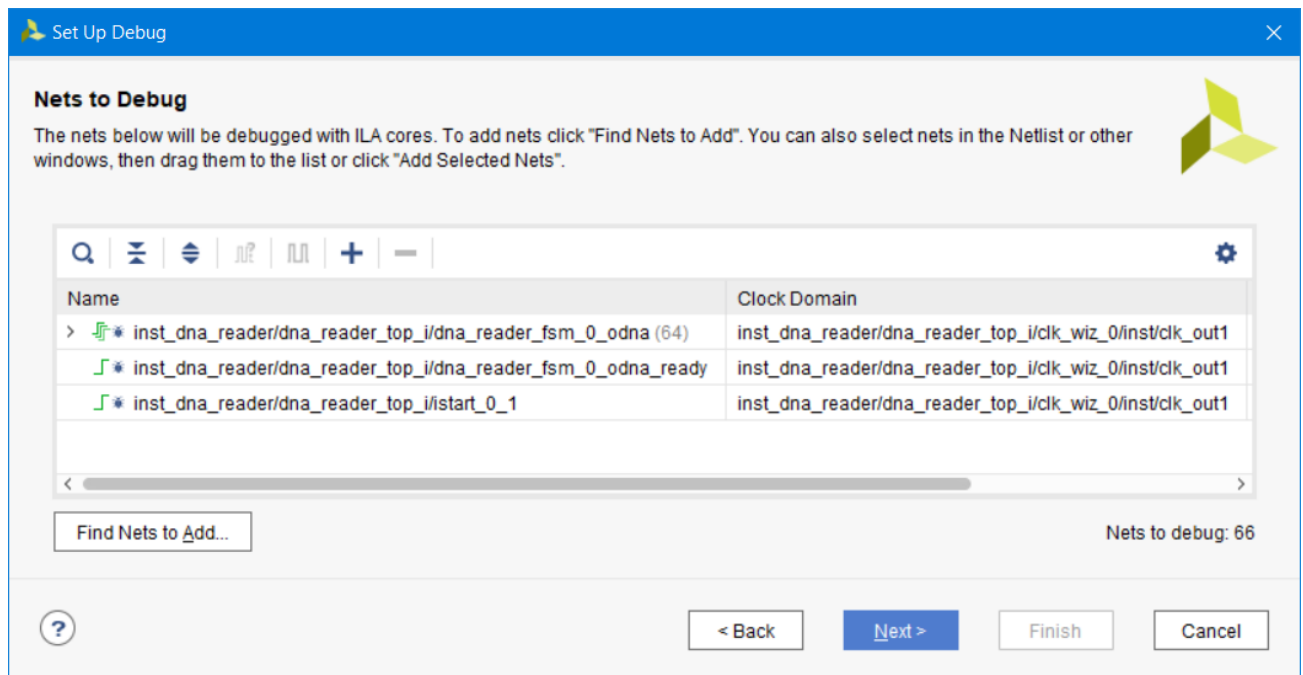 Set Up Debug
Nets to Debug
The nets below will be debugged with ILA cores. To add nets click "Find Nets to Add". You can also select nets in the Netlist or other
windows, then drag them to the list or click "Add Selected Nets".
Name Clock Domain
inst_dna_reader/dna_reader_top_i/dna_reader_fsm_0_odna (64) inst_dna_reader/dna_reader_top_i/clk_wiz_0/inst/clk_out1
inst_dna_reader/dna_reader_top_i/dna_reader_fsm_0_odna_ready inst_dna_reader/dna_reader_top_i/clk_wiz_0/inst/clk_out1
inst_dna_reader/dna_reader_top_i/istart_0_1 inst_dna_reader/dna_reader_top_i/clk_wiz_0/inst/clk_out1
Find Nets to Add... Nets to debug: 66
? < Back Next > Finish Cancel